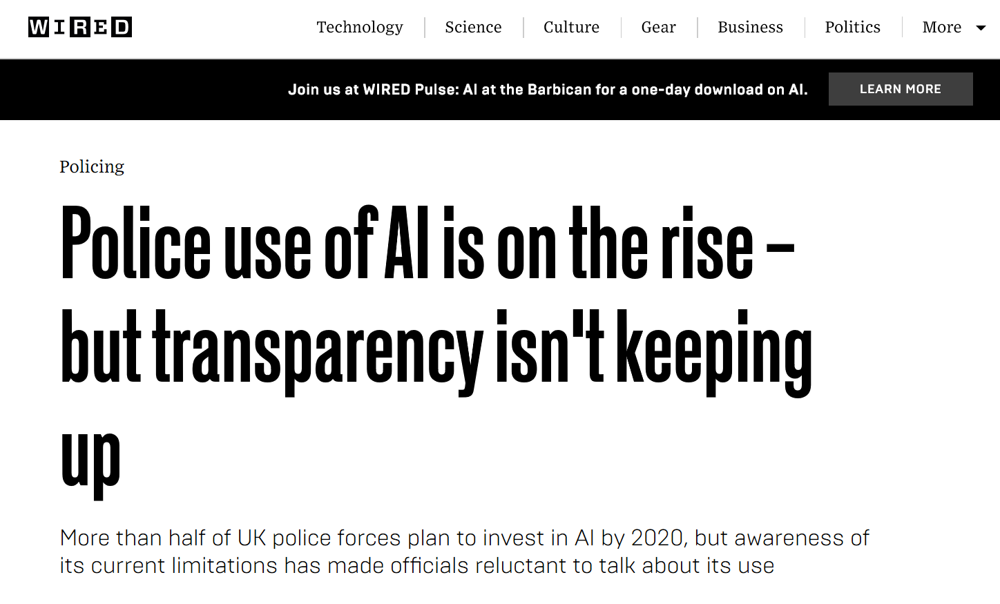 WIRED
Technology
Science
Culture
Gear
Business
Politics
More
Join us at WIRED Pulse: AI at the Barbican for a one-day download on AI.
LEARN MORE
Policing
Police use of AI is on the rise –
but transparency isn't keeping
up
More than half of UK police forces plan to invest in AI by 2020, but awareness of
its current limitations has made officials reluctant to talk about its use